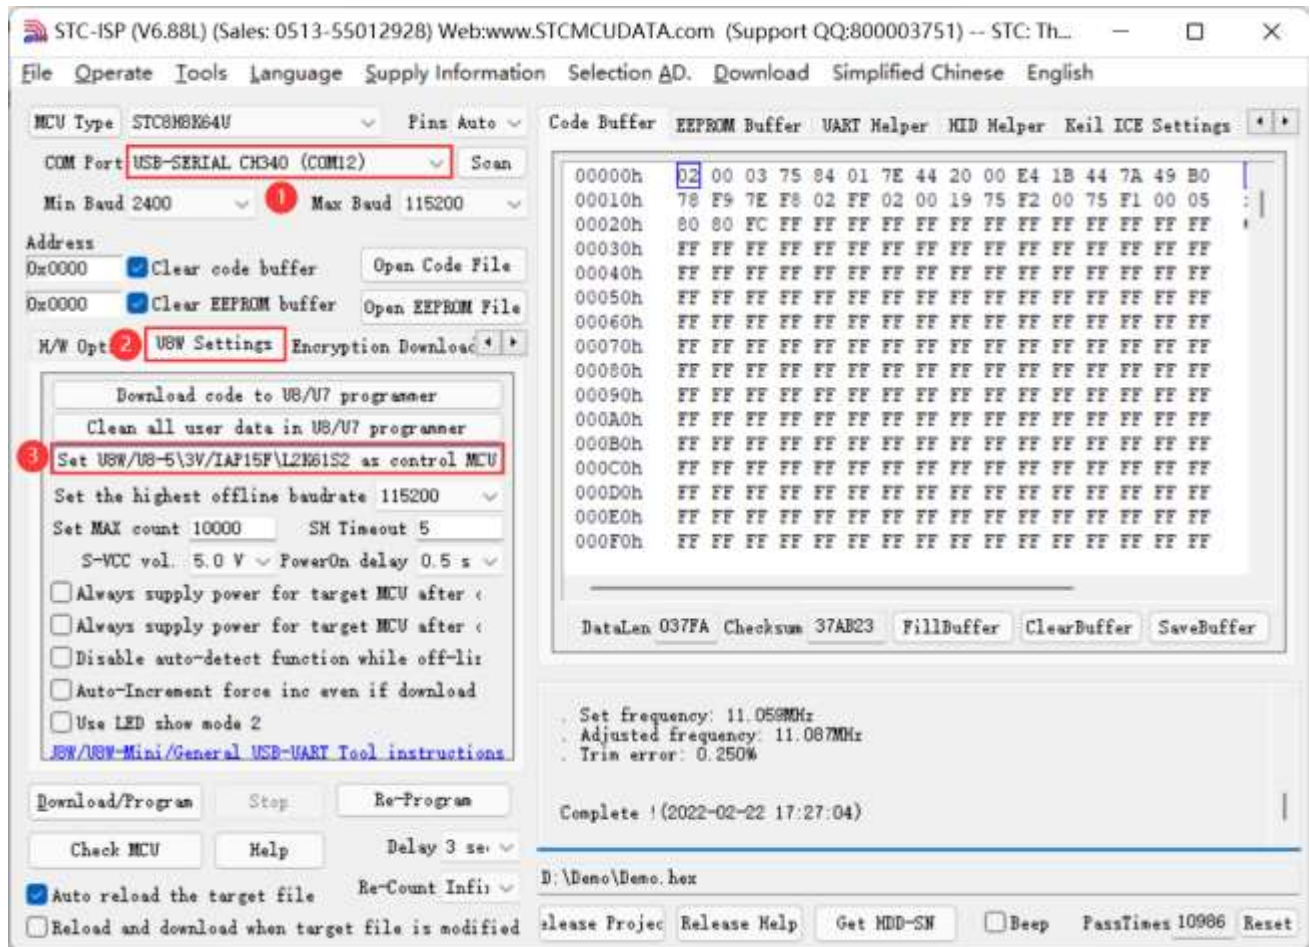 STC-ISP (V6.88L) (Sales: 0513-55012928) Web:www.STCMCUDATA.com (Support QQ:800003751) -- STC: Th...
File Operate Tools Language Supply Information Selection AD. Download Simplified Chinese English
MCU Type STC8H8K64U Pins Auto
COM Port USB-SERIAL CH340 (COM12) Scan
1
Min Baud 2400 Max Baud 115200
Address
0x0000 Clear code buffer Open Code File
0x0000 Clear EEPROM buffer Open EEPROM File
H/W Opt 2 U8W Settings Encryption Download
Download code to U8/U7 programmer
Clean all user data in U8/U7 programmer
3 Set U8W/U8-5\3V/IAP15F\L2K61S2 as control MCU
Set the highest offline baudrate 115200
Set MAX count 10000 SH Timeout 5
S-VCC vol. 5.0 V PowerOn delay 0.5 s
Always supply power for target MCU after
Always supply power for target MCU after
Disable auto-detect function while off-li
Auto-Increment force inc even if download
Use LED show mode 2
U8W/U8W-Mini/General USB-UART Tool instructions
Download/Program Stop Re-Program
Check MCU Help Delay 3 se
Auto reload the target file Re-Count Infi
Reload and download when target file is modified
Code Buffer EEPROM Buffer UART Helper HID Helper Keil ICE Settings
00000h 02 00 03 75 84 01 7E 44 20 00 E4 1B 44 7A 49 B0
00010h 78 F9 7E F8 02 FF 02 00 19 75 F2 00 75 F1 00 05
00020h 80 80 FC FF FF FF FF FF FF FF FF FF FF FF FF FF
00030h FF FF FF FF FF FF FF FF FF FF FF FF FF FF FF FF
00040h FF FF FF FF FF FF FF FF FF FF FF FF FF FF FF FF
00050h FF FF FF FF FF FF FF FF FF FF FF FF FF FF FF FF
00060h FF FF FF FF FF FF FF FF FF FF FF FF FF FF FF FF
00070h FF FF FF FF FF FF FF FF FF FF FF FF FF FF FF FF
00080h FF FF FF FF FF FF FF FF FF FF FF FF FF FF FF FF
00090h FF FF FF FF FF FF FF FF FF FF FF FF FF FF FF FF
000A0h FF FF FF FF FF FF FF FF FF FF FF FF FF FF FF FF
000B0h FF FF FF FF FF FF FF FF FF FF FF FF FF FF FF FF
000C0h FF FF FF FF FF FF FF FF FF FF FF FF FF FF FF FF
000D0h FF FF FF FF FF FF FF FF FF FF FF FF FF FF FF FF
000E0h FF FF FF FF FF FF FF FF FF FF FF FF FF FF FF FF
000F0h FF FF FF FF FF FF FF FF FF FF FF FF FF FF FF FF
DataLen 037FA Checksum 37AB23 FillBuffer ClearBuffer SaveBuffer
. Set frequency: 11.059MHz
. Adjusted frequency: 11.087MHz
. Trim error: 0.250%
Complete !(2022-02-22 17:27:04)
D:\Demo\Demo.hex
elease Projec Release Help Get HDD-SN Beep PassTimes 10986 Reset